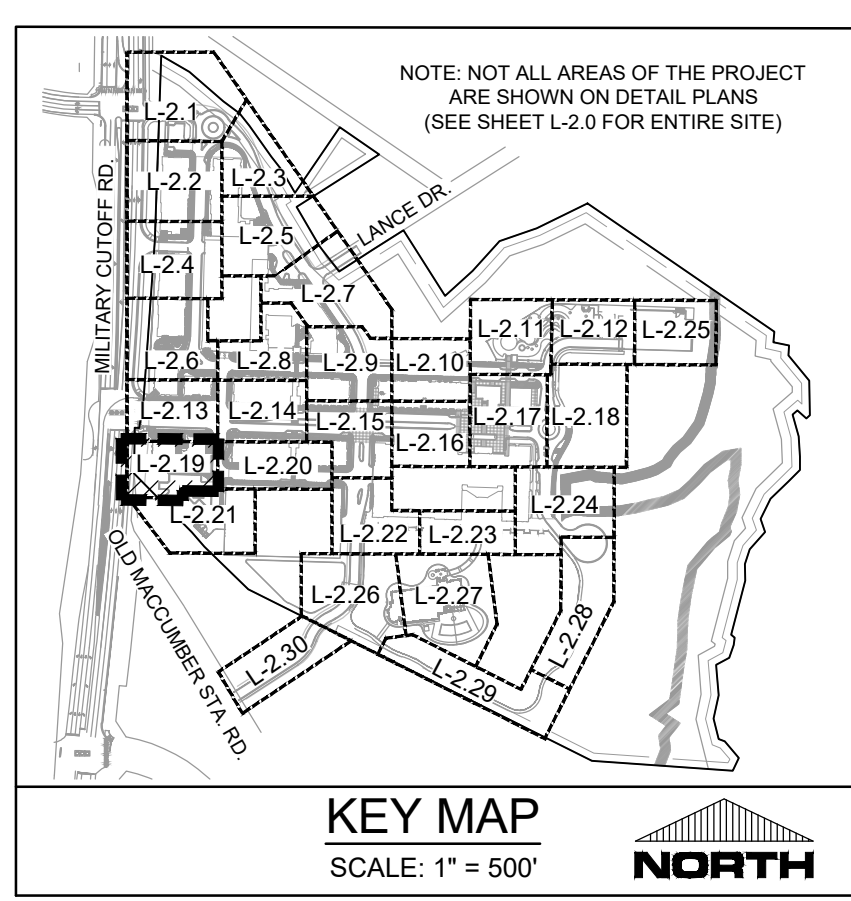 NOTE: NOT ALL AREAS OF THE PROJECT
ARE SHOWN ON DETAIL PLANS
(SEE SHEET L-2.0 FOR ENTIRE SITE)
MILITARY CUTOFF RD.
LANCE DR.
OLD MACCUMBER STA. RD.
L-2.1
L-2.2
L-2.3
L-2.4
L-2.5
L-2.7
L-2.11
L-2.12
L-2.25
L-2.6
L-2.8
L-2.9
L-2.10
L-2.13
L-2.14
L-2.15
L-2.16
L-2.17
L-2.18
L-2.19
L-2.20
L-2.21
L-2.22
L-2.23
L-2.24
L-2.26
L-2.27
L-2.28
L-2.29
L-2.30
KEY MAP
SCALE: 1" = 500'
NORTH